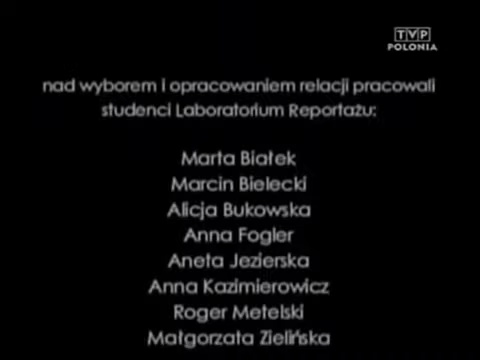 TVP
POLONIA
nad wyborem i opracowaniem relacji pracowali
studenci Laboratorium Reportażu:
Marta Białek
Marcin Bielecki
Alicja Bukowska
Anna Fogler
Aneta Jezierska
Anna Kazimierowicz
Roger Metelski
Małgorzata Zielińska